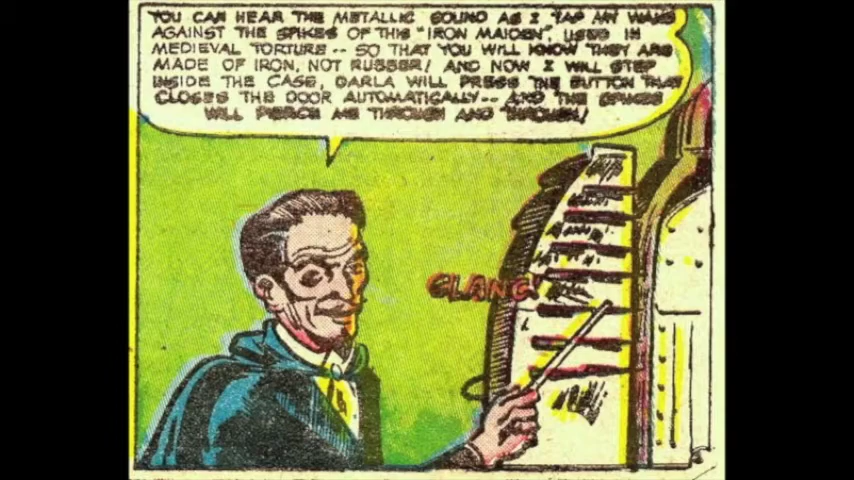 YOU CAN HEAR THE METALLIC SOUND AS I TAP MY WAND
AGAINST THE SPIKES OF THIS "IRON MAIDEN", USED IN
MEDIEVAL TORTURE -- SO THAT YOU WILL KNOW THEY ARE
MADE OF IRON, NOT RUBBER! AND NOW I WILL STEP
INSIDE THE CASE, DARLA WILL PRESS THE BUTTON THAT
CLOSES THE DOOR AUTOMATICALLY-- AND THE SPIKES
WILL PIERCE ME THROUGH AND THROUGH!
CLANG!